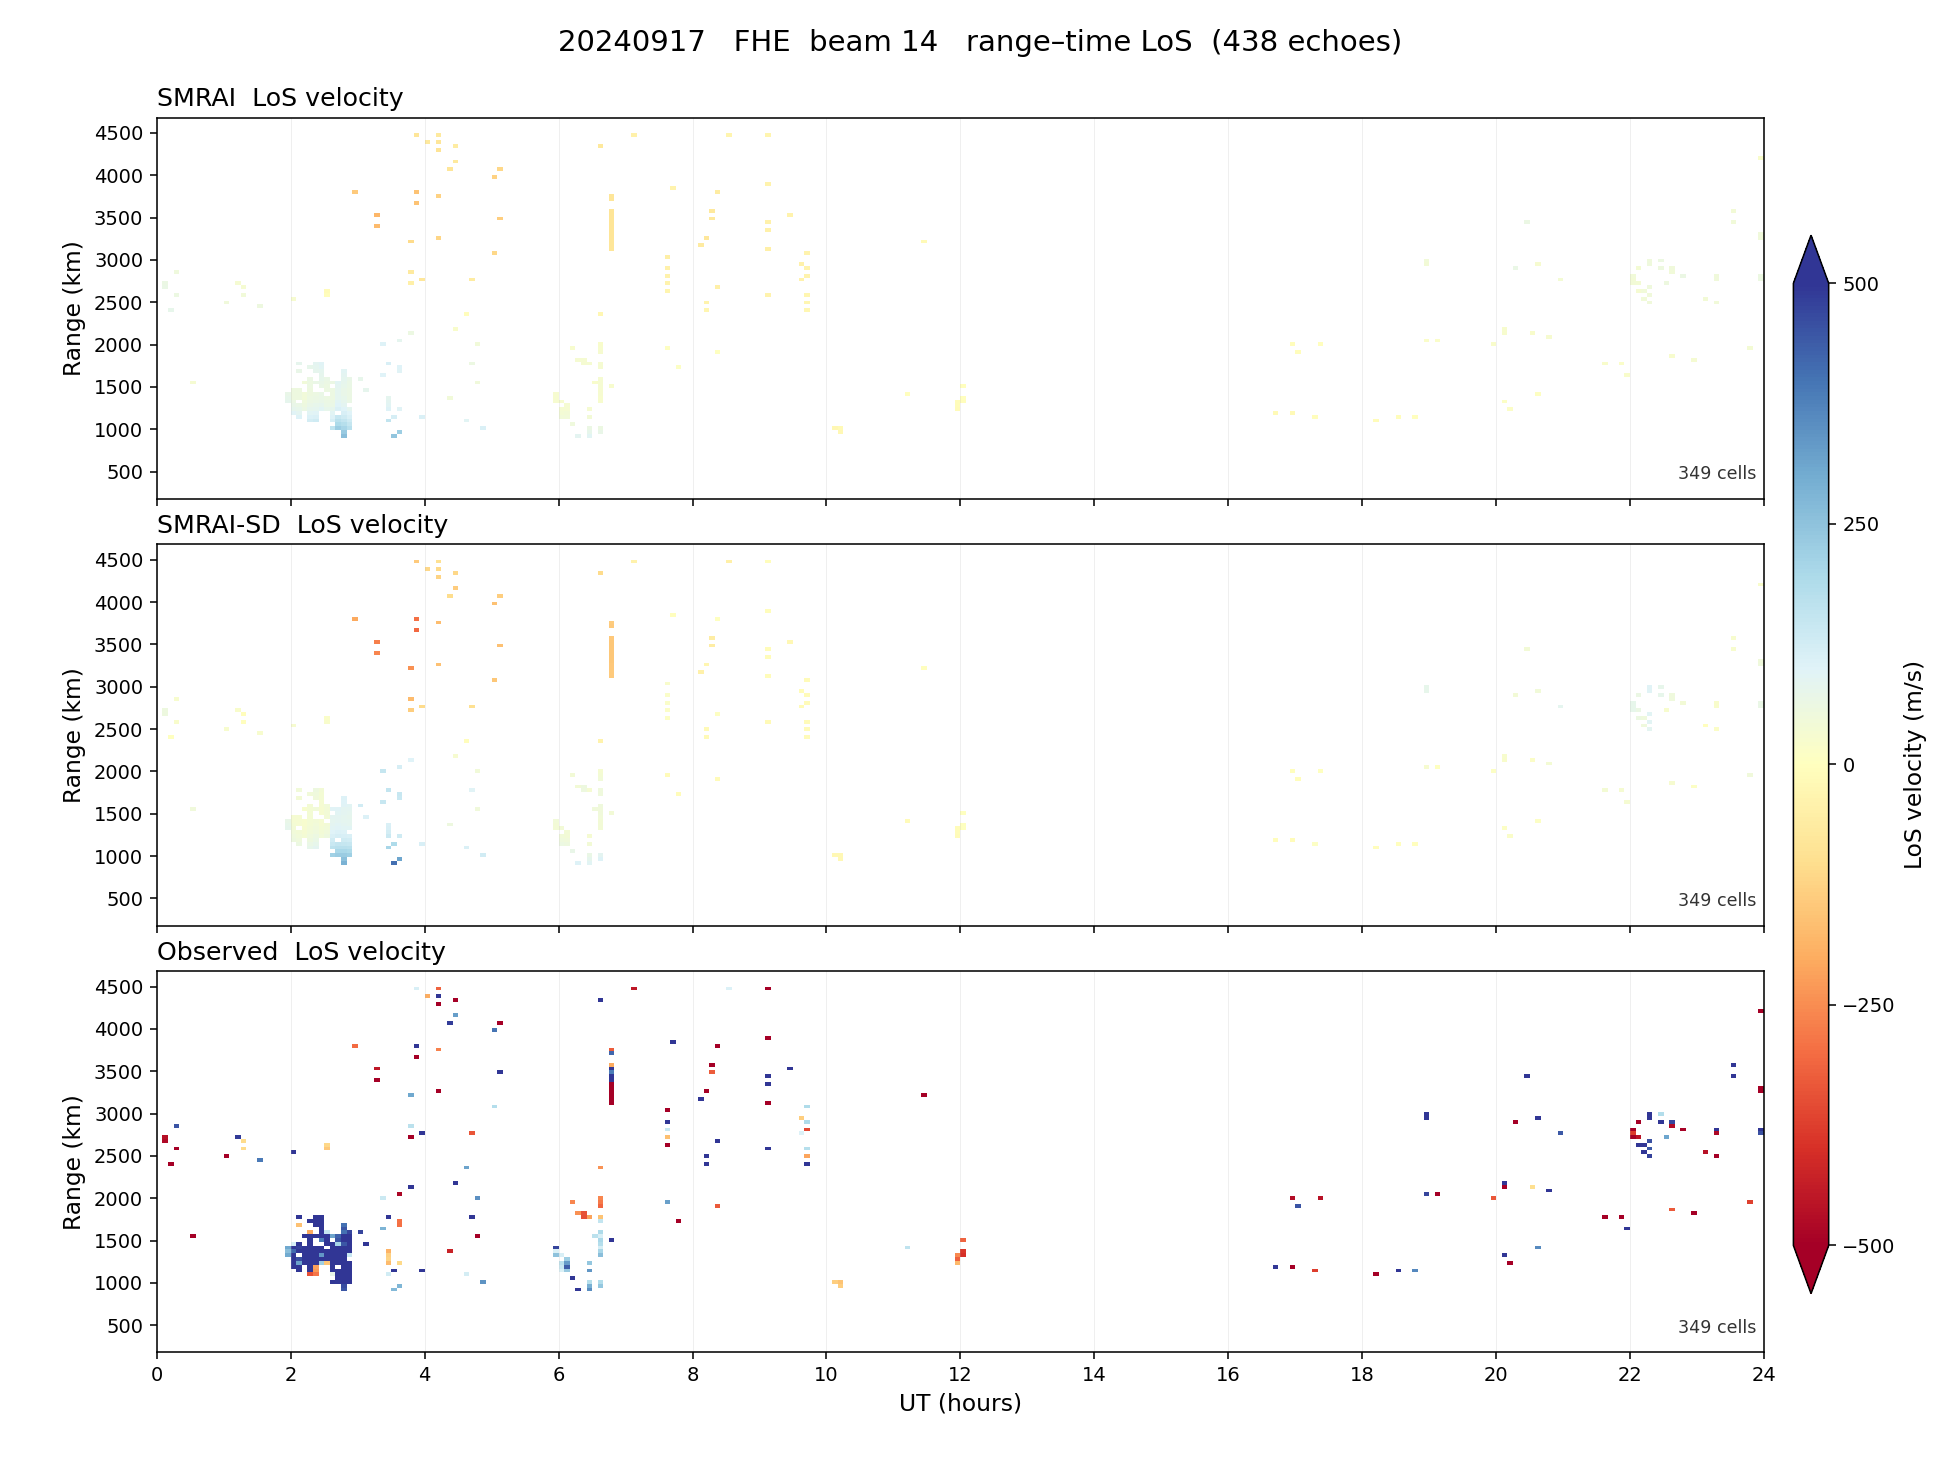 20240917   FHE  beam 14   range–time LoS  (438 echoes)
SMRAI  LoS velocity
4500
4000
3500
3000
2500
2000
1500
1000
500
Range (km)
349 cells
SMRAI-SD  LoS velocity
4500
4000
3500
3000
2500
2000
1500
1000
500
Range (km)
349 cells
Observed  LoS velocity
4500
4000
3500
3000
2500
2000
1500
1000
500
Range (km)
349 cells
0 2 4 6 8 10 12 14 16 18 20 22 24
UT (hours)
500
250
0
−250
−500
LoS velocity (m/s)